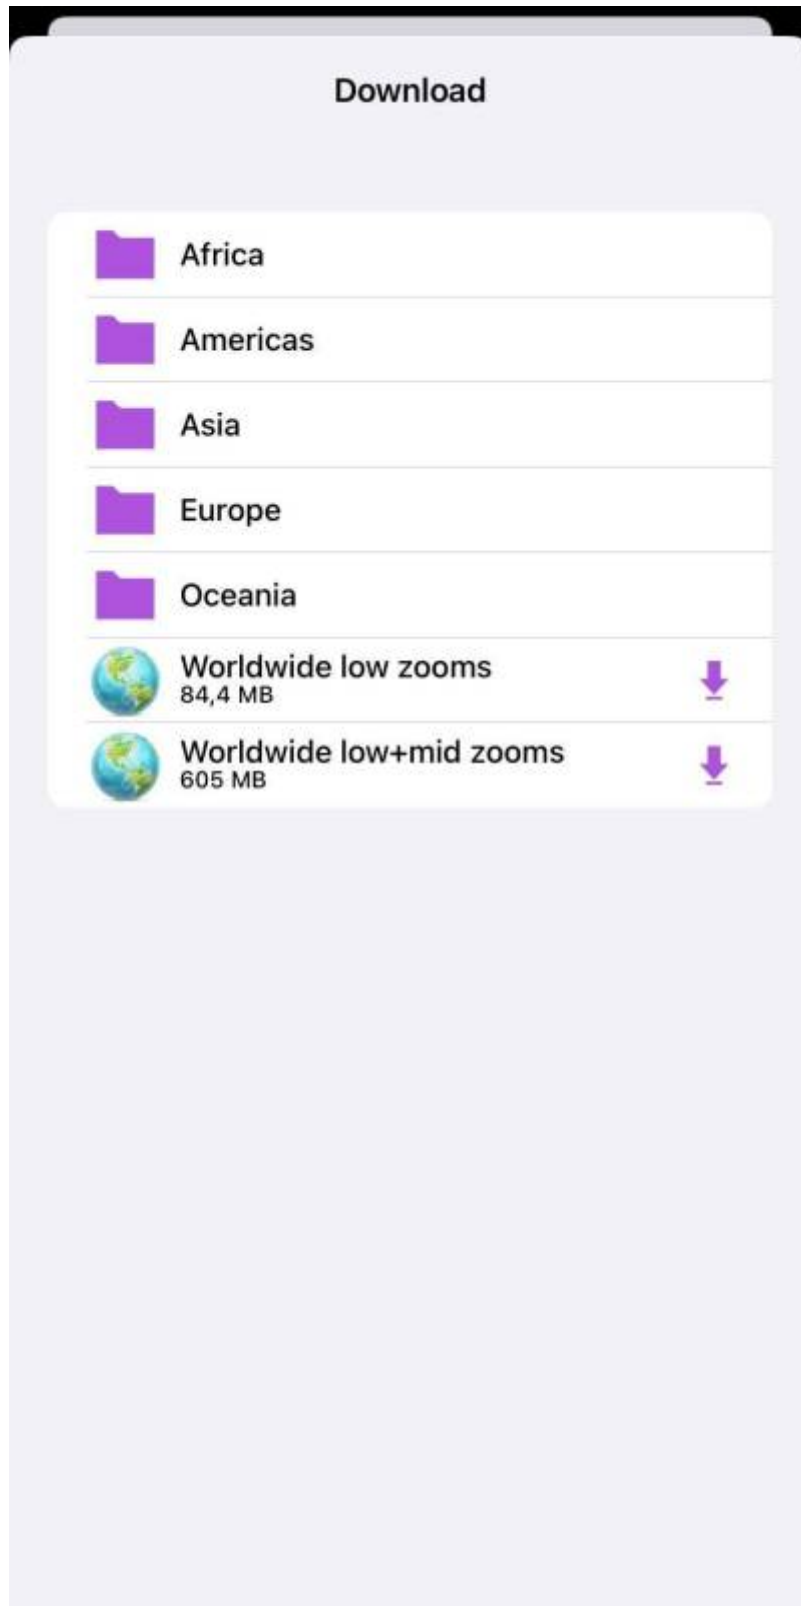 Download
Africa
Americas
Asia
Europe
Oceania
Worldwide low zooms
84,4 MB
Worldwide low+mid zooms
605 MB